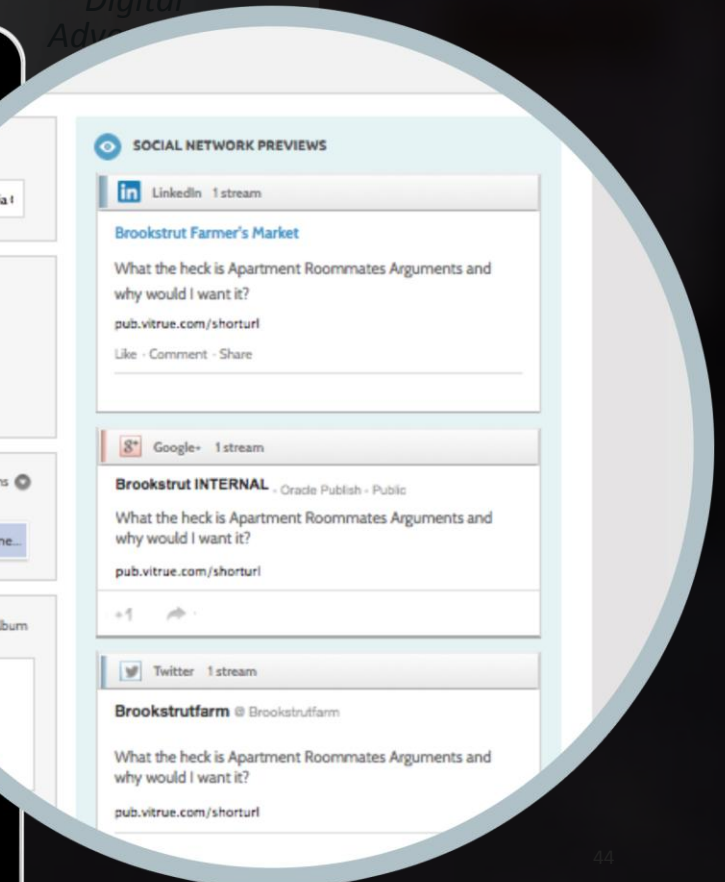 Digital
SOCIAL NETWORK PREVIEWS
in LinkedIn 1 stream
Brookstrut Farmer's Market
What the heck is Apartment Roommates Arguments and
why would I want it?
pub.vitrue.com/shorturl
Like - Comment - Share
8+ Google+ 1 stream
Brookstrut INTERNAL - Oracle Publish - Public
What the heck is Apartment Roommates Arguments and
why would I want it?
pub.vitrue.com/shorturl
+1
Twitter 1 stream
Brookstrutfarm @ Brookstrutfarm
What the heck is Apartment Roommates Arguments and
why would I want it?
pub.vitrue.com/shorturl
44